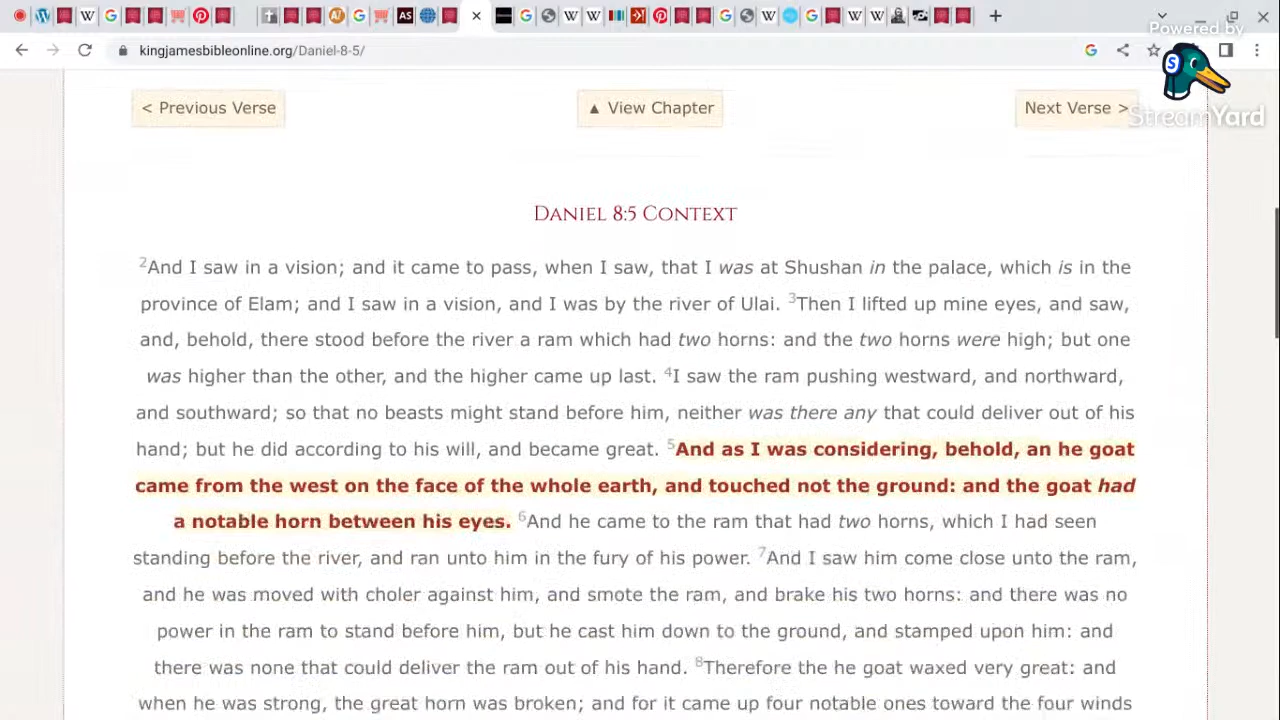 A? AS
kingjamesbibleonline.org/Daniel-8-5/
Powered by
StreamYard
< Previous Verse ▲ View Chapter Next Verse >
Daniel 8:5 Context
2And I saw in a vision; and it came to pass, when I saw, that I was at Shushan in the palace, which is in the
province of Elam; and I saw in a vision, and I was by the river of Ulai. 3Then I lifted up mine eyes, and saw,
and, behold, there stood before the river a ram which had two horns: and the two horns were high; but one
was higher than the other, and the higher came up last. 4I saw the ram pushing westward, and northward,
and southward; so that no beasts might stand before him, neither was there any that could deliver out of his
hand; but he did according to his will, and became great. 5And as I was considering, behold, an he goat
came from the west on the face of the whole earth, and touched not the ground: and the goat had
a notable horn between his eyes. 6And he came to the ram that had two horns, which I had seen
standing before the river, and ran unto him in the fury of his power. 7And I saw him come close unto the ram,
and he was moved with choler against him, and smote the ram, and brake his two horns: and there was no
power in the ram to stand before him, but he cast him down to the ground, and stamped upon him: and
there was none that could deliver the ram out of his hand. 8Therefore the he goat waxed very great: and
when he was strong, the great horn was broken; and for it came up four notable ones toward the four winds